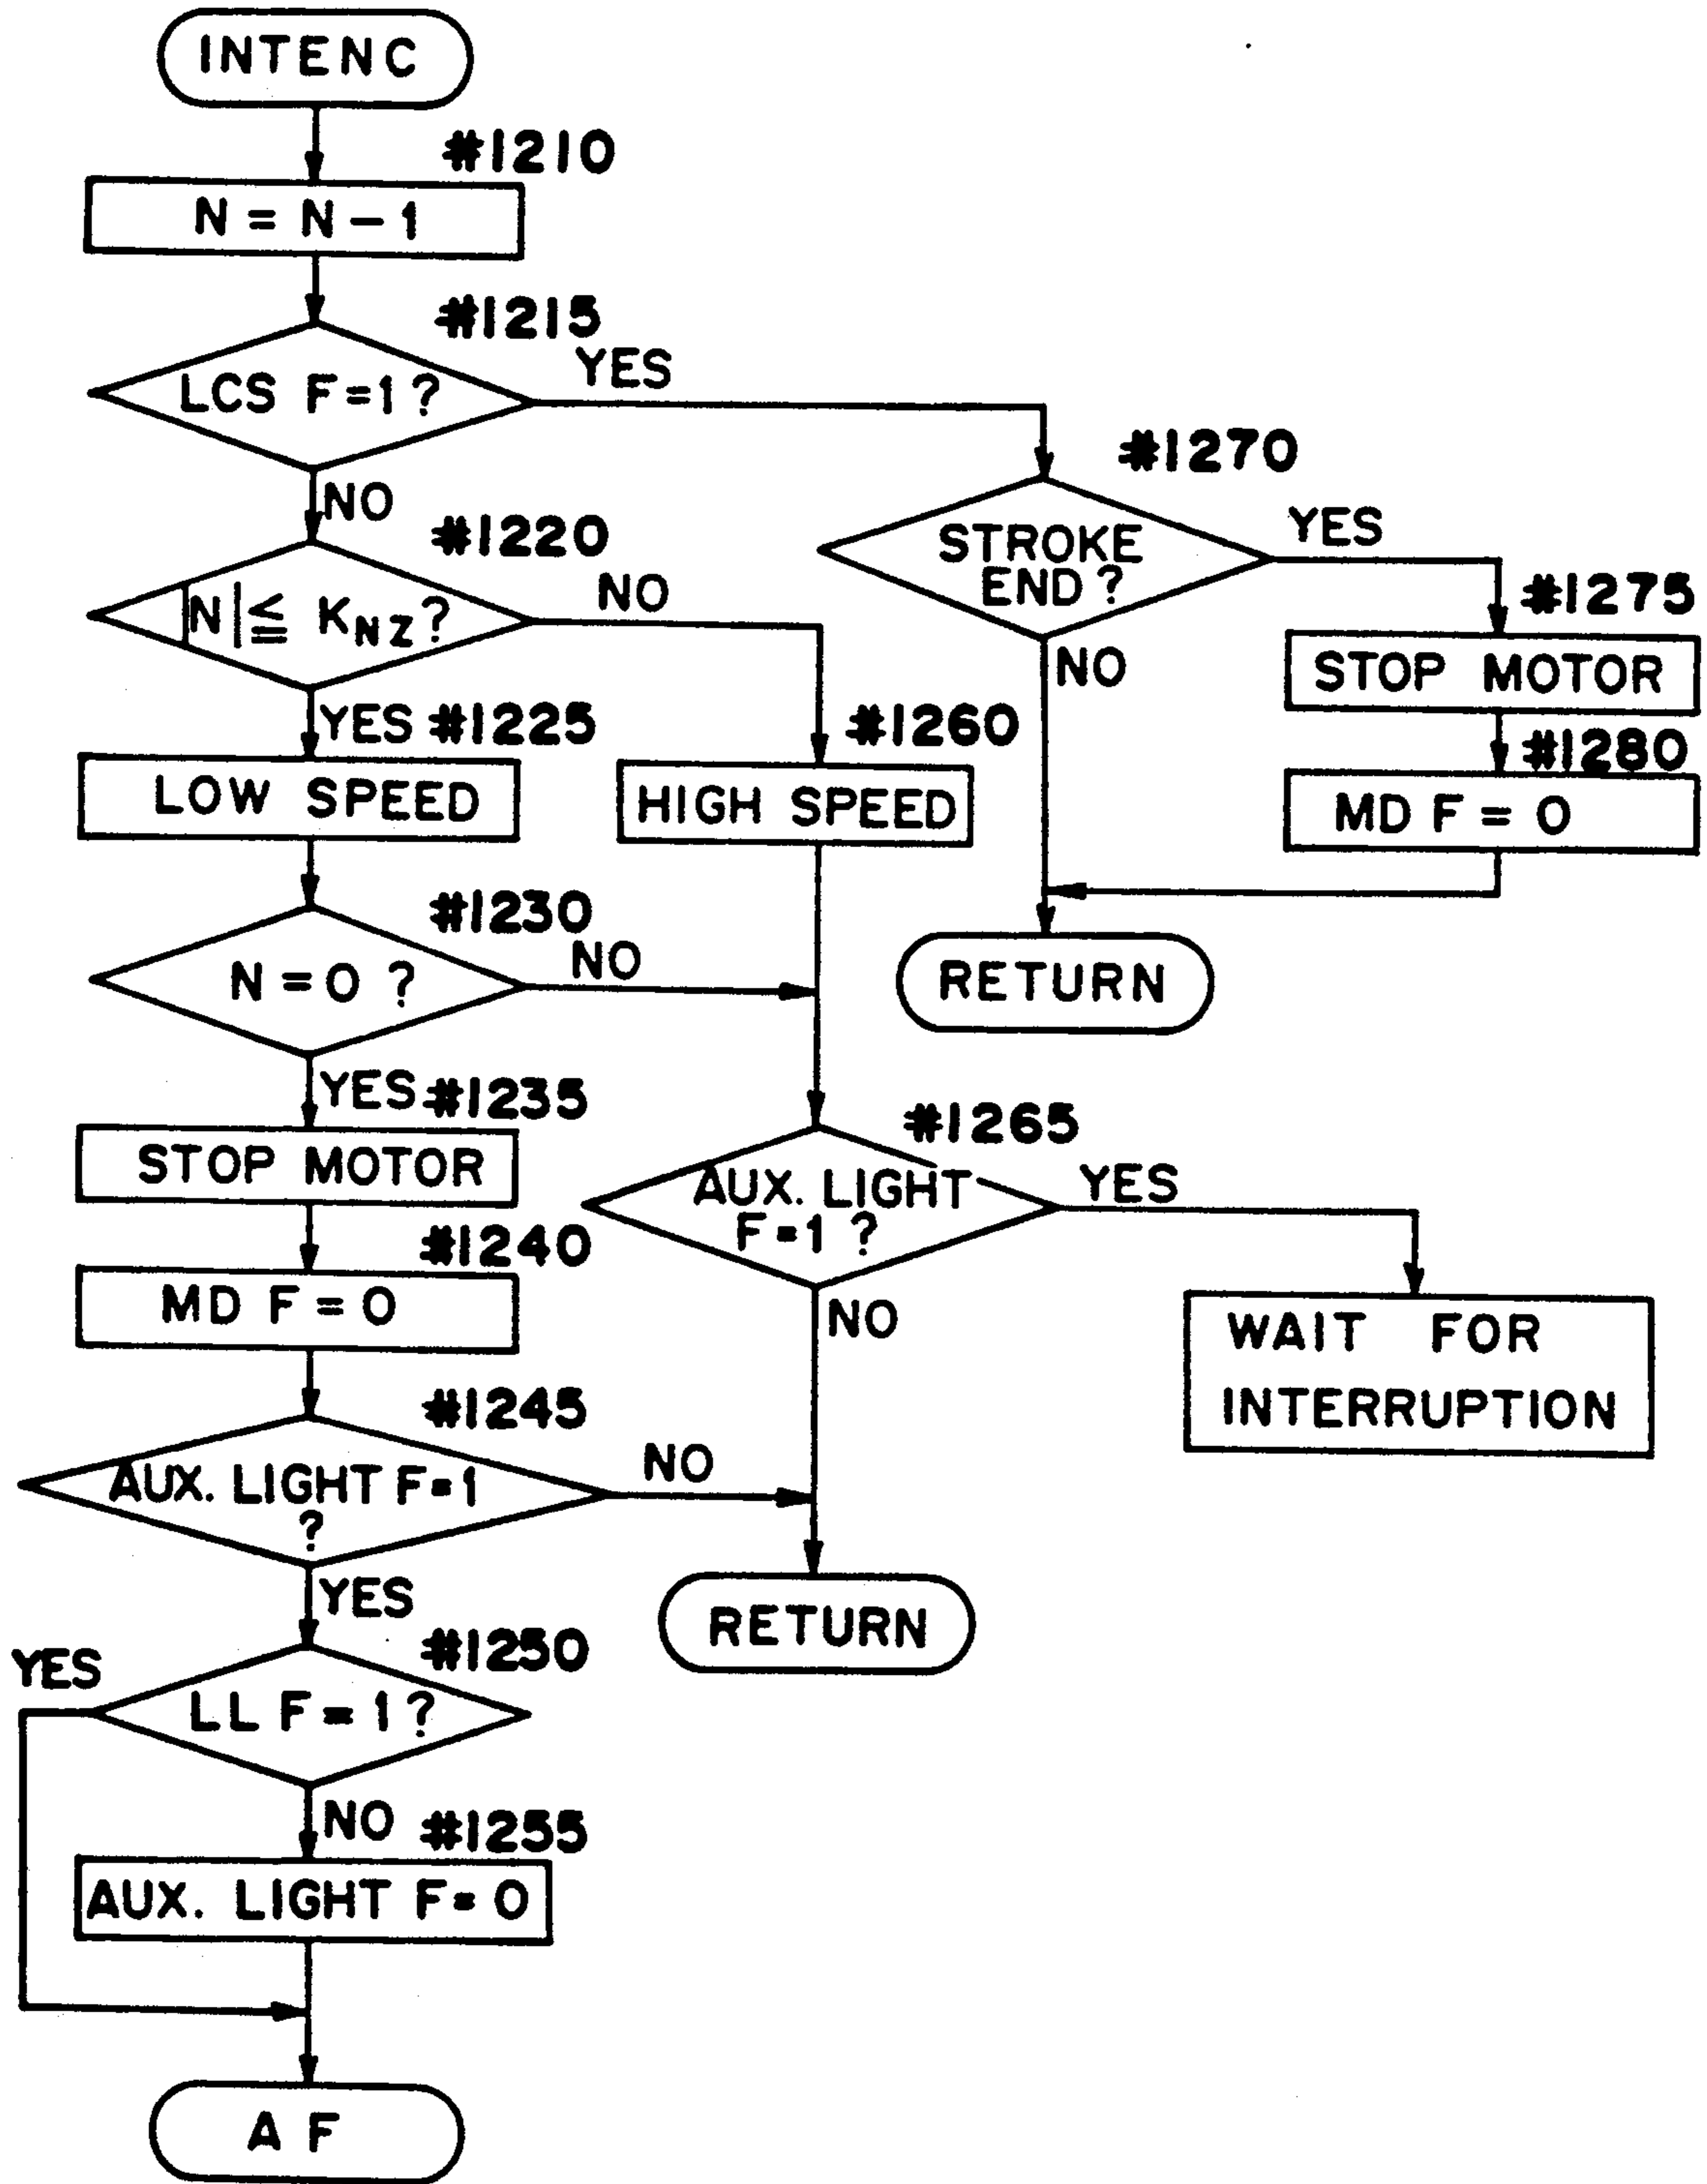 INTENC
#1210
N = N - 1
#1215
LCS F=1 ?
YES
NO
#1220
|N|≦ KNZ?
NO
YES #1225
LOW SPEED
#1230
N = 0 ?
NO
YES #1235
STOP MOTOR
#1240
MD F = 0
#1245
AUX. LIGHT F=1
?
NO
YES
#1250
YES
LL F = 1 ?
NO #1255
AUX. LIGHT F= 0
AF
#1260
HIGH SPEED
#1265
AUX. LIGHT
F=1 ?
YES
NO
WAIT FOR
INTERRUPTION
RETURN
#1270
STROKE
END ?
YES
NO
#1275
STOP MOTOR
#1280
MD F = 0
RETURN